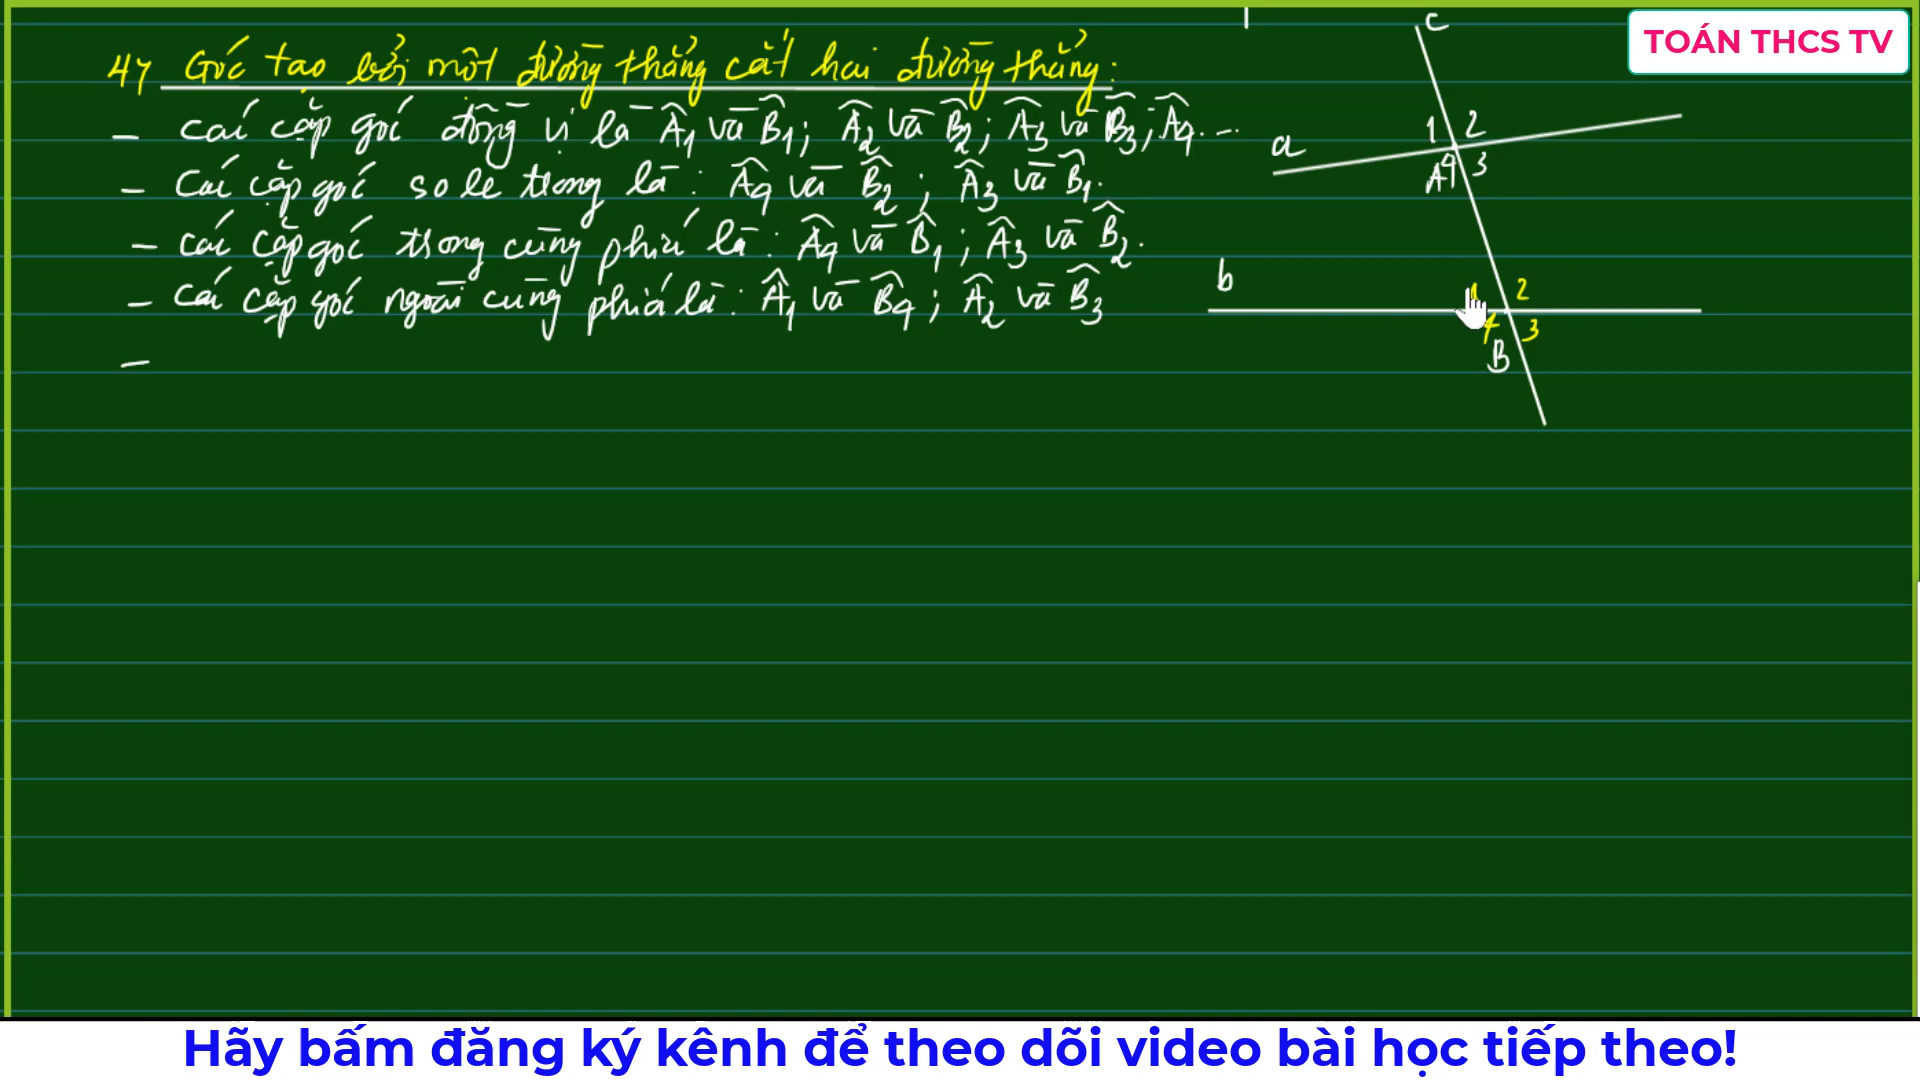 TOÁN THCS TV
4) Góc tạo bởi một đường thẳng cắt hai đường thẳng:
- Các cặp góc đồng vị là Â1 và B̂1; Â2 và B̂2; Â3 và B̂3; Â4...
- Các cặp góc so le trong là: Â4 và B̂2; Â3 và B̂1.
- Các cặp góc trong cùng phía là: Â4 và B̂1; Â3 và B̂2.
- Các cặp góc ngoài cùng phía là: Â1 và B̂4; Â2 và B̂3
-
c
1 2
a
A 4 3
b
1 2
4 3
B
Hãy bấm đăng ký kênh để theo dõi video bài học tiếp theo!